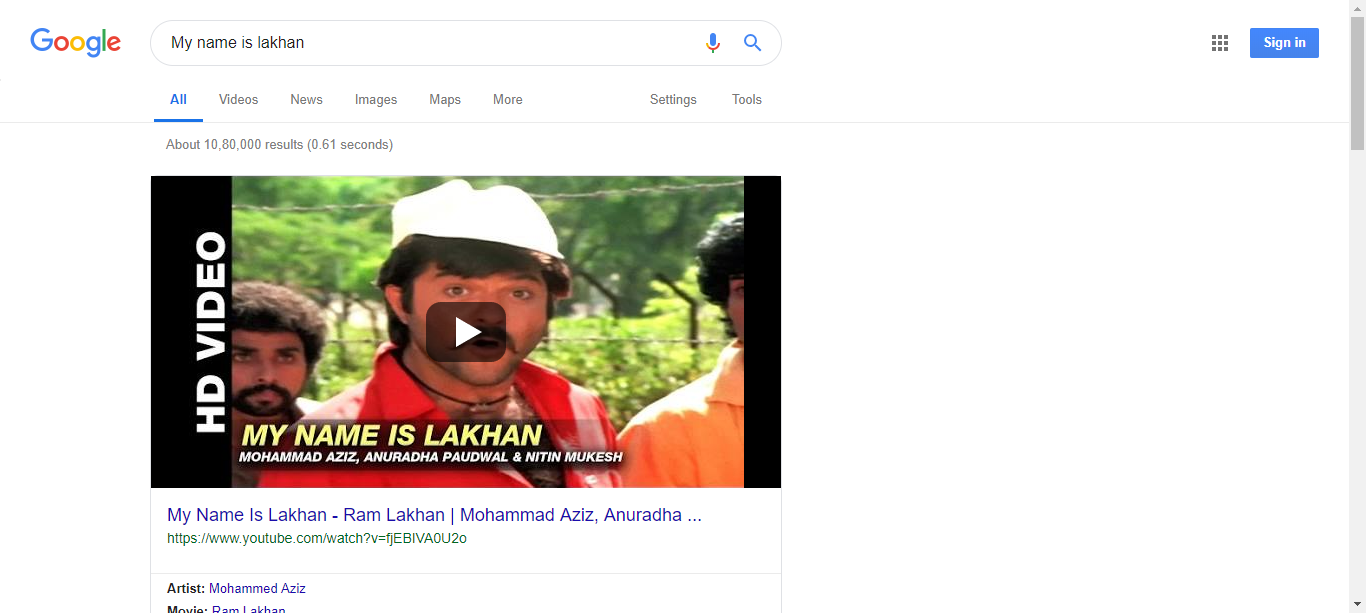 Google
My name is lakhan
Sign in
All Videos News Images Maps More Settings Tools
About 10,80,000 results (0.61 seconds)
HD VIDEO
MY NAME IS LAKHAN
MOHAMMAD AZIZ, ANURADHA PAUDWAL & NITIN MUKESH
My Name Is Lakhan - Ram Lakhan | Mohammad Aziz, Anuradha ...
https://www.youtube.com/watch?v=fjEBIVA0U2o
Artist: Mohammed Aziz
Movie: Ram Lakhan